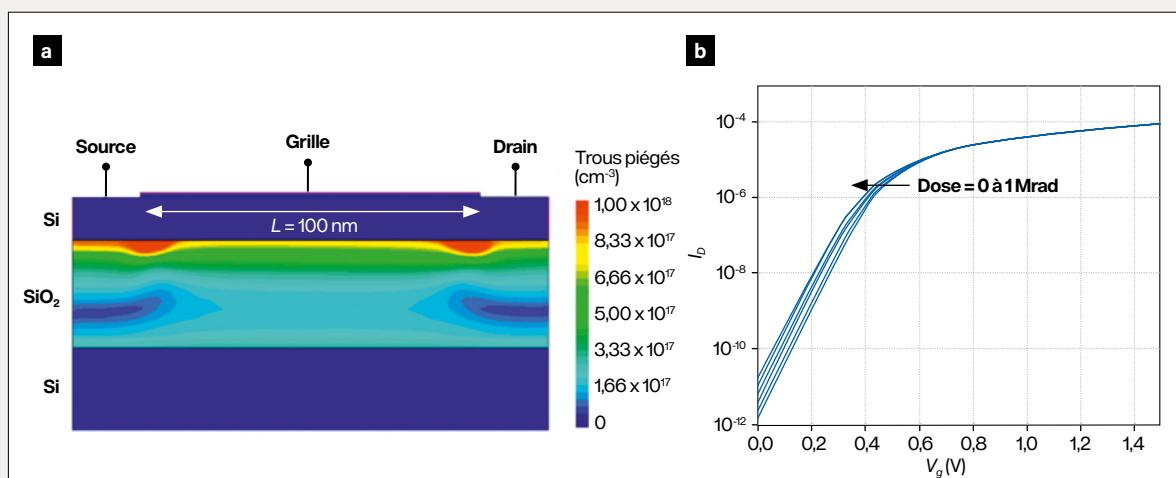 a
Source
Grille
Drain
Si
L = 100 nm
SiO₂
Si
Trous piégés
(cm⁻³)
1,00 x 10¹⁸
8,33 x 10¹⁷
6,66 x 10¹⁷
5,00 x 10¹⁷
3,33 x 10¹⁷
1,66 x 10¹⁷
0
b
10⁻⁴
10⁻⁶
10⁻⁸
10⁻¹⁰
10⁻¹²
I_D
Dose = 0 à 1 Mrad
0,0 0,2 0,4 0,6 0,8 1,0 1,2 1,4
V_g (V)